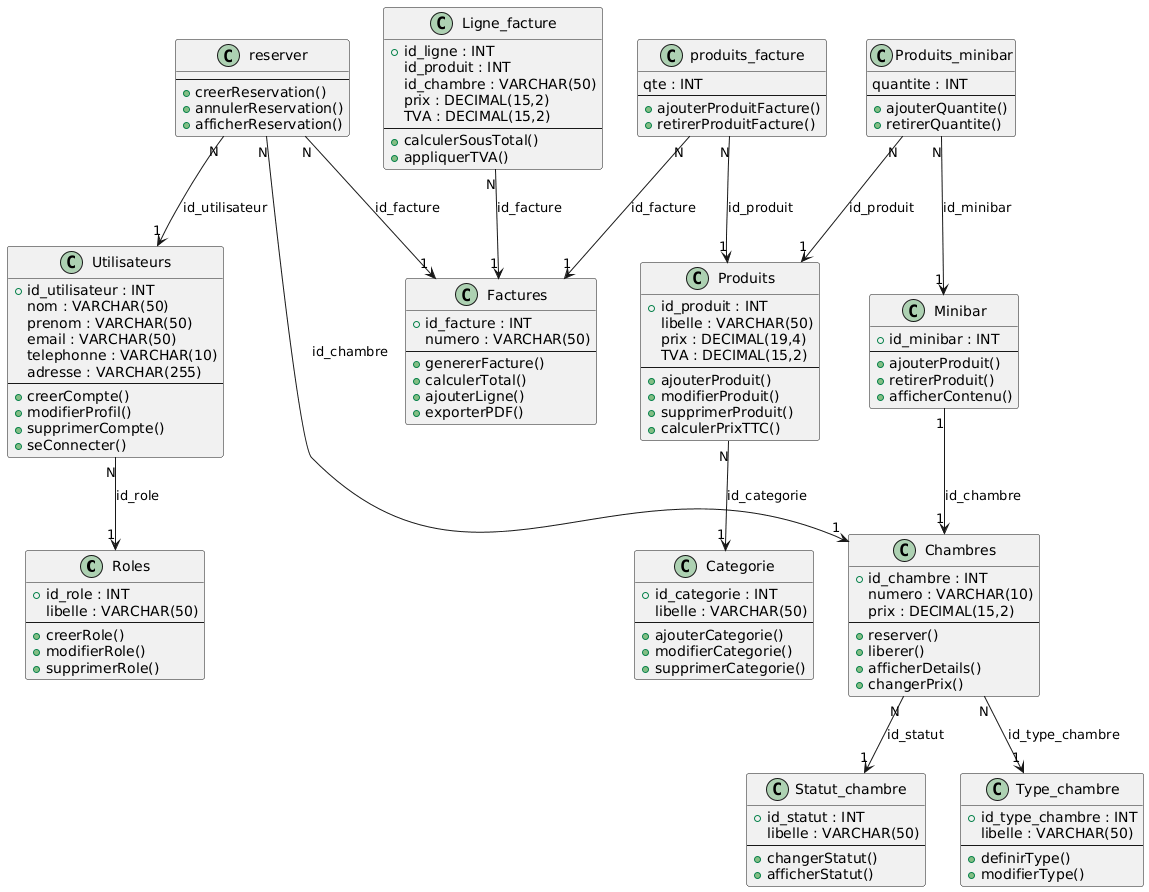 C reserver
creerReservation()
annulerReservation()
afficherReservation()
C Ligne_facture
id_ligne : INT
id_produit : INT
id_chambre : VARCHAR(50)
prix : DECIMAL(15,2)
TVA : DECIMAL(15,2)
calculerSousTotal()
appliquerTVA()
C produits_facture
qte : INT
ajouterProduitFacture()
retirerProduitFacture()
C Produits_minibar
quantite : INT
ajouterQuantite()
retirerQuantite()
N
N
N
N
N
N
N
N
id_utilisateur
id_facture
id_facture
id_facture
id_produit
id_produit
id_minibar
1
1
1
1
1
1
1
C Utilisateurs
id_utilisateur : INT
nom : VARCHAR(50)
prenom : VARCHAR(50)
email : VARCHAR(50)
telephonne : VARCHAR(10)
adresse : VARCHAR(255)
creerCompte()
modifierProfil()
supprimerCompte()
seConnecter()
id_chambre
C Factures
id_facture : INT
numero : VARCHAR(50)
genererFacture()
calculerTotal()
ajouterLigne()
exporterPDF()
C Produits
id_produit : INT
libelle : VARCHAR(50)
prix : DECIMAL(19,4)
TVA : DECIMAL(15,2)
ajouterProduit()
modifierProduit()
supprimerProduit()
calculerPrixTTC()
C Minibar
id_minibar : INT
ajouterProduit()
retirerProduit()
afficherContenu()
N
N
1
id_role
id_categorie
id_chambre
1
1
1
1
C Roles
id_role : INT
libelle : VARCHAR(50)
creerRole()
modifierRole()
supprimerRole()
C Categorie
id_categorie : INT
libelle : VARCHAR(50)
ajouterCategorie()
modifierCategorie()
supprimerCategorie()
C Chambres
id_chambre : INT
numero : VARCHAR(10)
prix : DECIMAL(15,2)
reserver()
liberer()
afficherDetails()
changerPrix()
N
N
id_statut
id_type_chambre
1
1
C Statut_chambre
id_statut : INT
libelle : VARCHAR(50)
changerStatut()
afficherStatut()
C Type_chambre
id_type_chambre : INT
libelle : VARCHAR(50)
definirType()
modifierType()